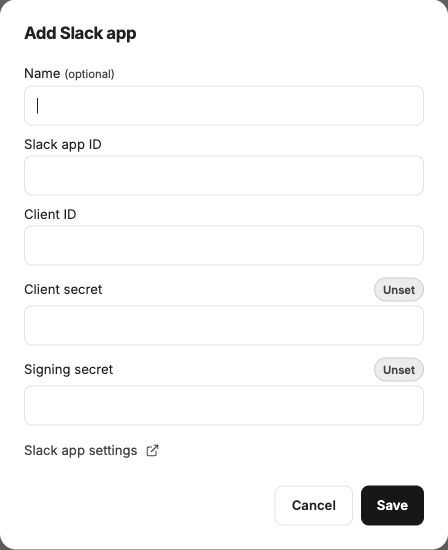 Add Slack app
Name (optional)
Slack app ID
Client ID
Client secret Unset
Signing secret Unset
Slack app settings
Cancel Save